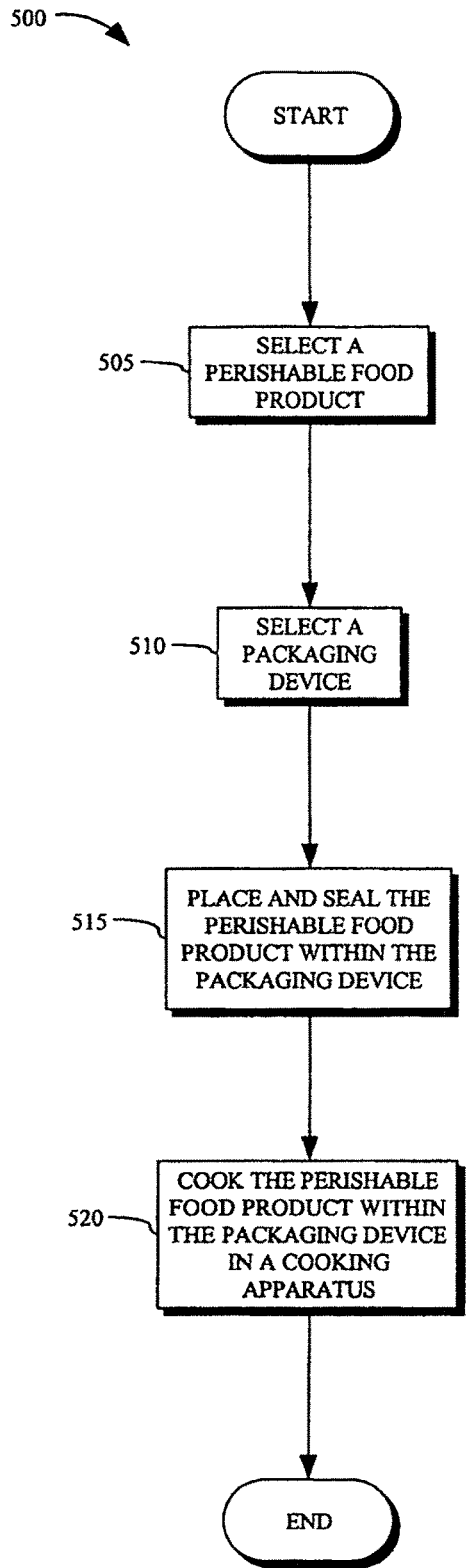 500
START
505
SELECT A
PERISHABLE FOOD
PRODUCT
510
SELECT A
PACKAGING
DEVICE
515
PLACE AND SEAL THE
PERISHABLE FOOD
PRODUCT WITHIN THE
PACKAGING DEVICE
520
COOK THE PERISHABLE
FOOD PRODUCT WITHIN
THE PACKAGING DEVICE
IN A COOKING
APPARATUS
END